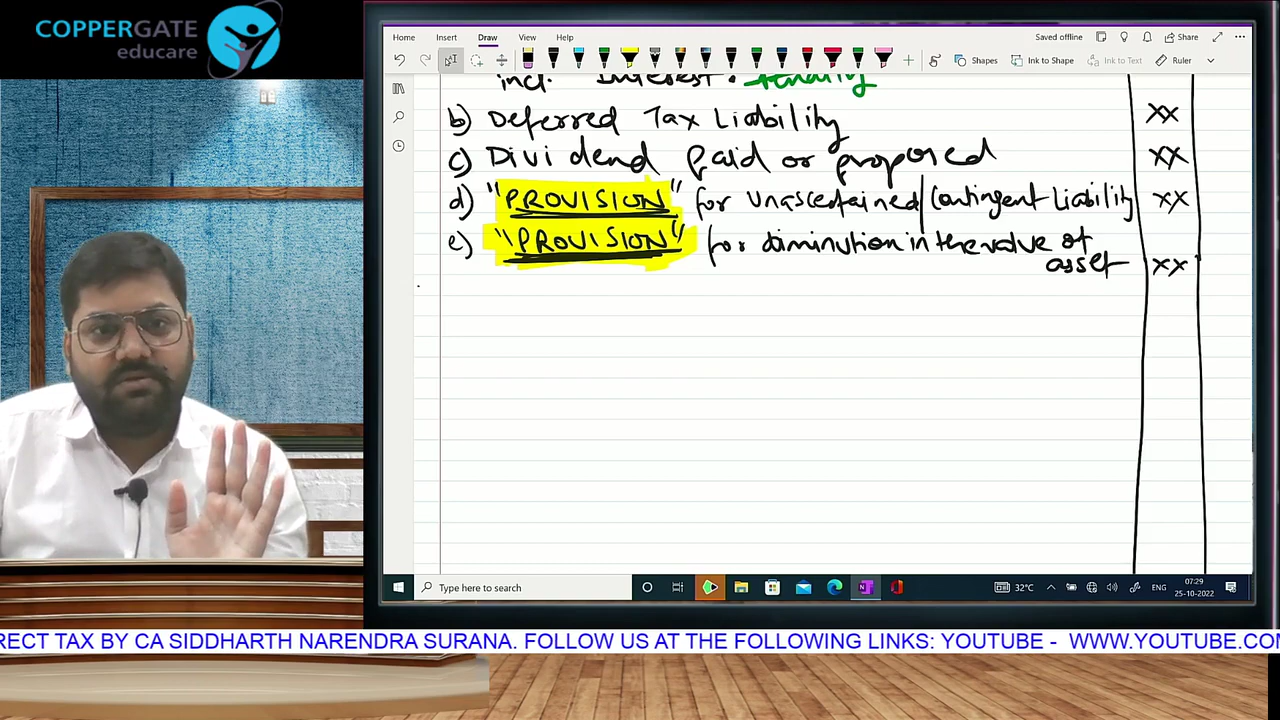 COPPERGATE
educare
Saved offline
Share
Home Insert Draw View Help
Shapes Ink to Shape Ink to Text Ruler
incl. Interest. Penalty
b) Deferred Tax Liability XX
c) Dividend paid or proposed XX
d) "PROVISION" for Unascertained/Contingent Liability XX
e) "PROVISION" for diminution in the value of
asset XX
Type here to search
32°C
ENG
07:29
25-10-2022
RECT TAX BY CA SIDDHARTH NARENDRA SURANA. FOLLOW US AT THE FOLLOWING LINKS: YOUTUBE - WWW.YOUTUBE.CO